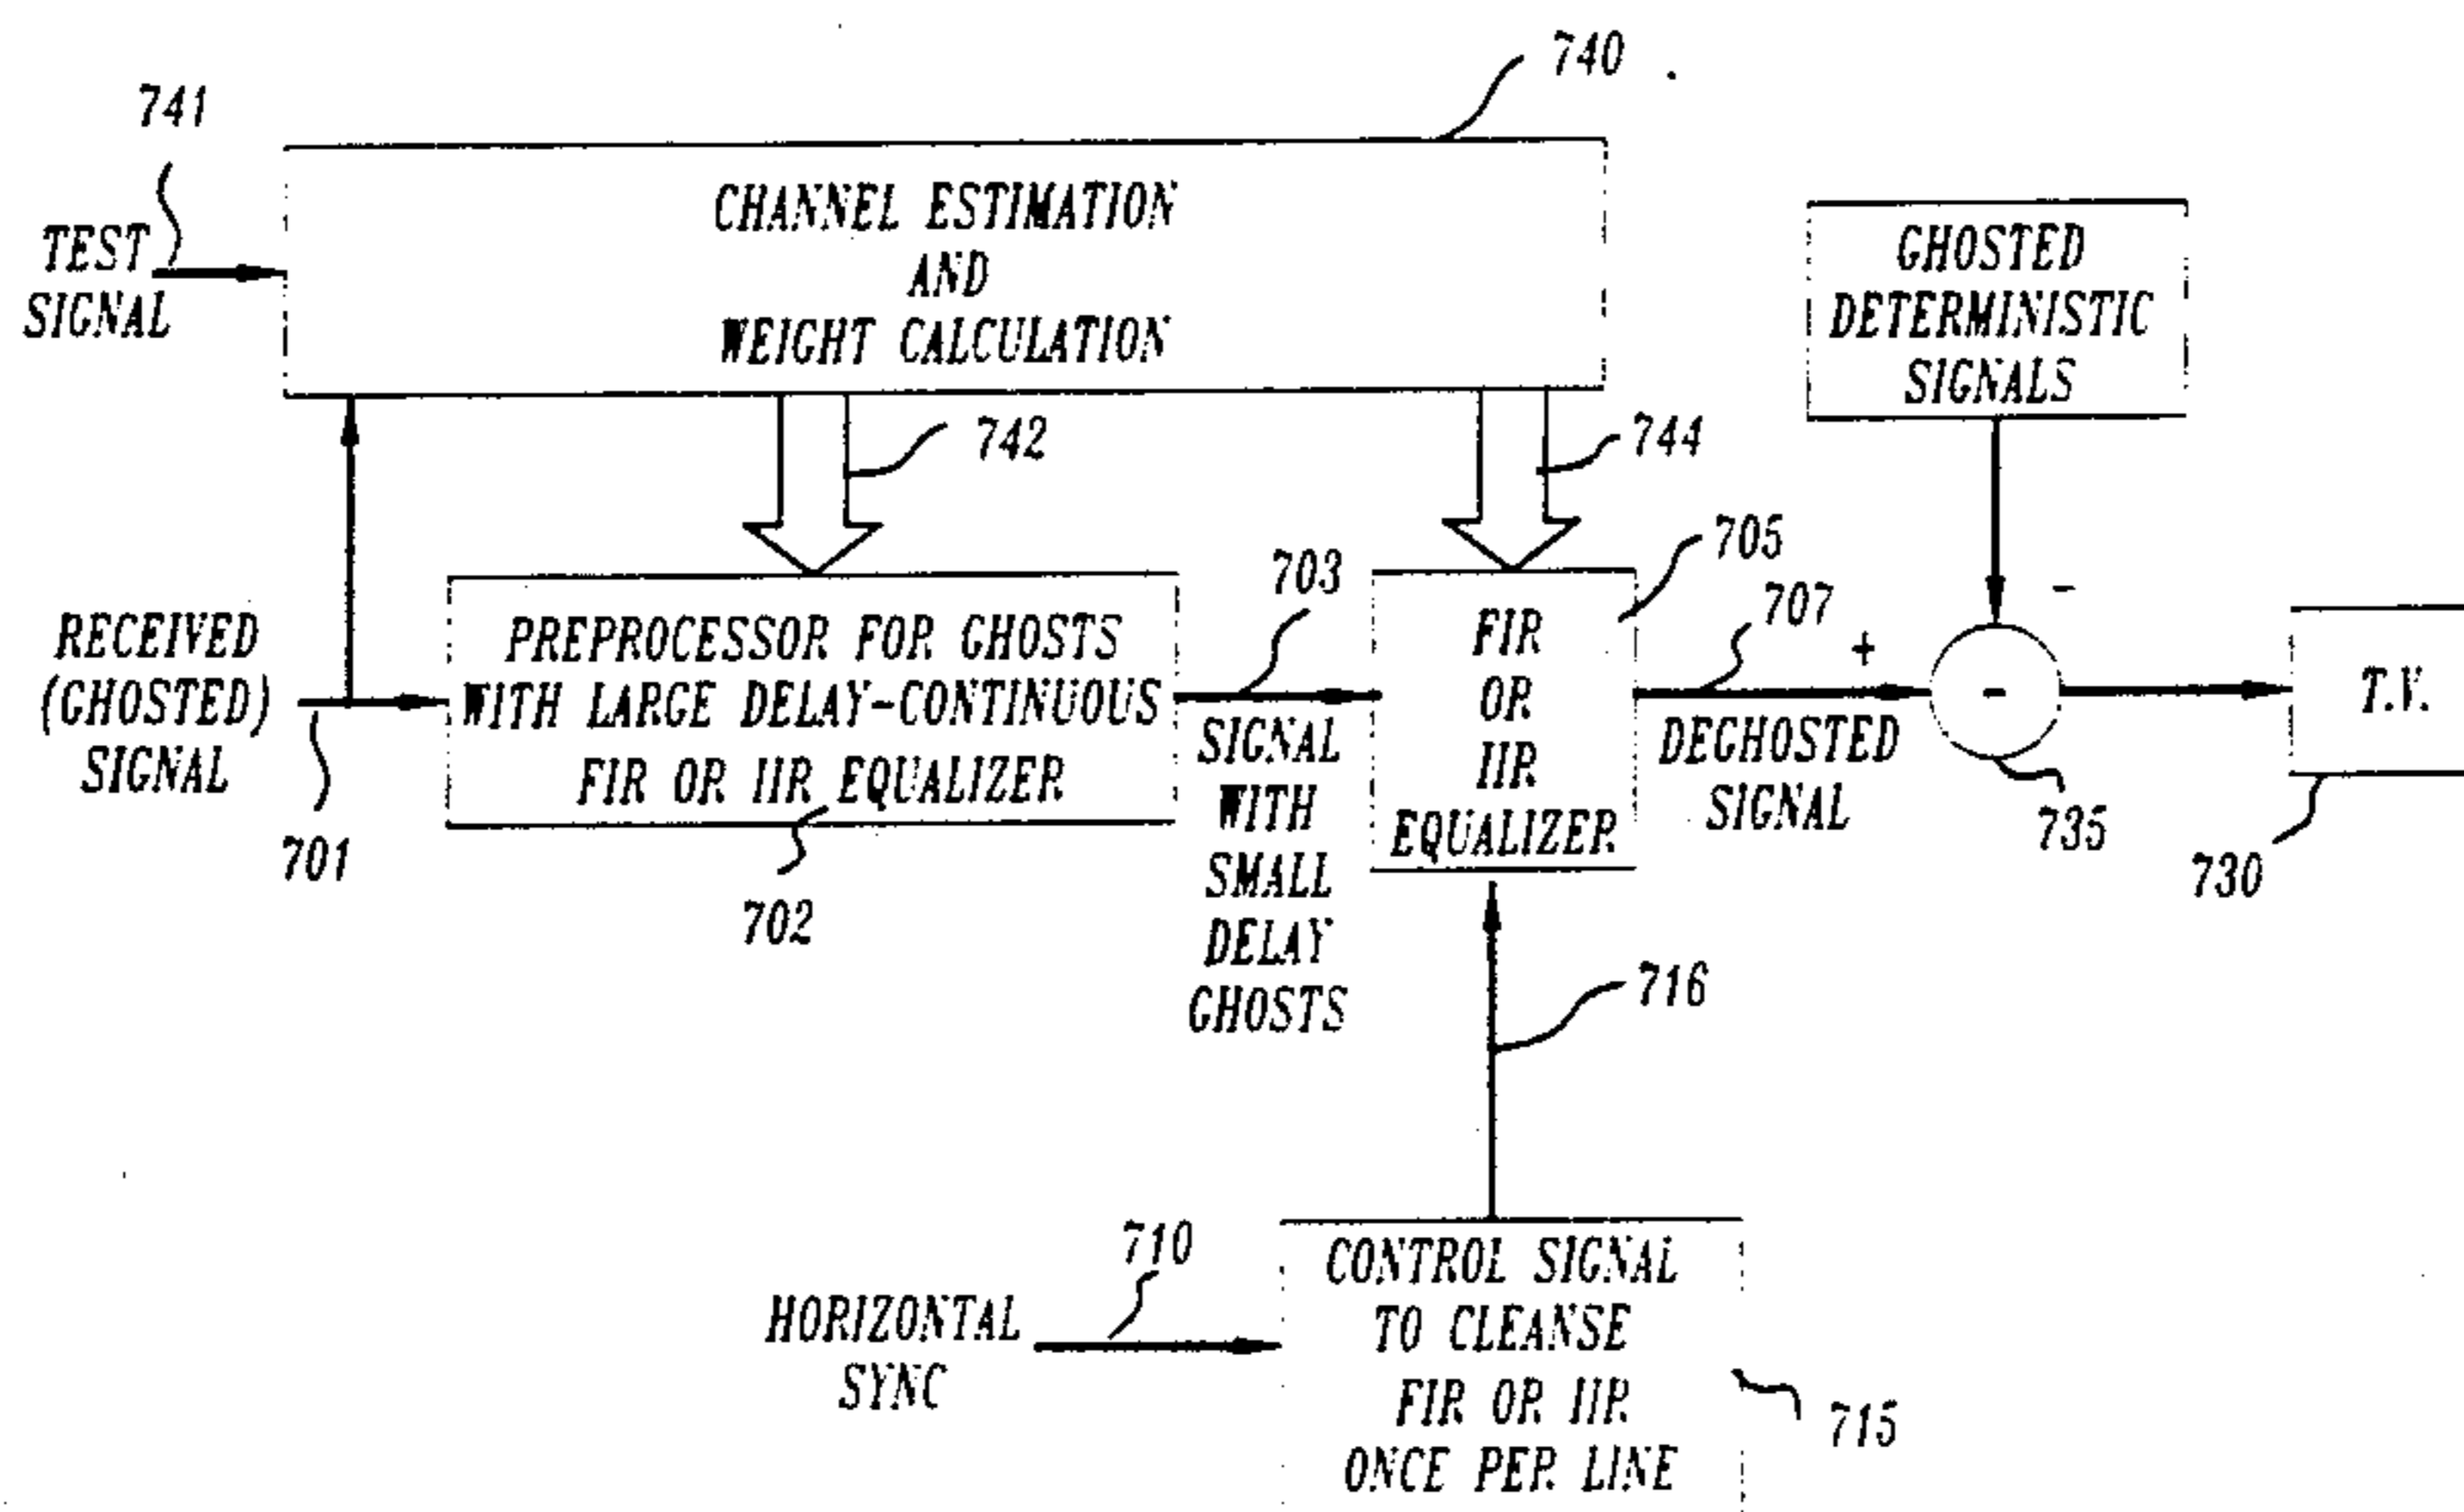 740
741
CHANNEL ESTIMATION
AND
WEIGHT CALCULATION
TEST
SIGNAL
GHOSTED
DETERMINISTIC
SIGNALS
742
744
705
703
707
RECEIVED
(GHOSTED)
SIGNAL
701
PREPROCESSOR FOR GHOSTS
WITH LARGE DELAY-CONTINUOUS
FIR OR IIR EQUALIZER
702
SIGNAL
WITH
SMALL
DELAY
GHOSTS
FIR
OR
IIR
EQUALIZER
DEGHOSTED
SIGNAL
+
-
-
735
T.V.
730
716
710
HORIZONTAL
SYNC
CONTROL SIGNAL
TO CLEANSE
FIR OR IIR
ONCE PER LINE
715